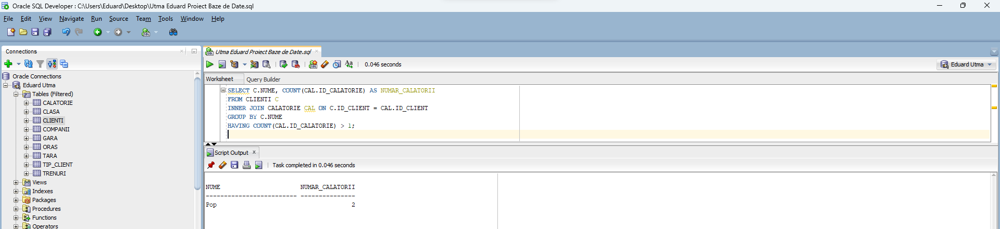 Oracle SQL Developer : C:\Users\Eduard\Desktop\Utma Eduard Proiect Baze de Date.sql
File Edit View Navigate Run Source Team Tools Window Help
Connections
Oracle Connections
Eduard Utma
Tables (Filtered)
CALATORIE
CLASA
CLIENTI
COMPANII
GARA
ORAS
TARA
TIP_CLIENT
TRENURI
Views
Indexes
Packages
Procedures
Functions
Operators
Utma Eduard Proiect Baze de Date.sql
0.046 seconds
Eduard Utma
Worksheet Query Builder
SELECT C.NUME, COUNT(CAL.ID_CALATORIE) AS NUMAR_CALATORII
FROM CLIENTI C
INNER JOIN CALATORIE CAL ON C.ID_CLIENT = CAL.ID_CLIENT
GROUP BY C.NUME
HAVING COUNT(CAL.ID_CALATORIE) > 1;
Script Output
Task completed in 0.046 seconds
NUME NUMAR_CALATORII
------------------------- ---------------
Pop 2